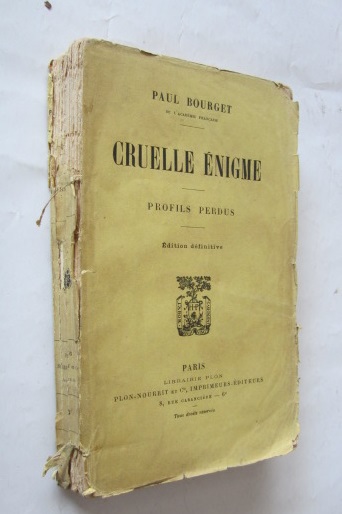 PAUL BOURGET
DE L'ACADÉMIE FRANÇAISE
CRUELLE ÉNIGME
PROFILS PERDUS
Édition définitive
PARIS
LIBRAIRIE PLON
PLON-NOURRIT et Cie, IMPRIMEURS-ÉDITEURS
8, RUE GARANCIÈRE — 6e
Tous droits réservés